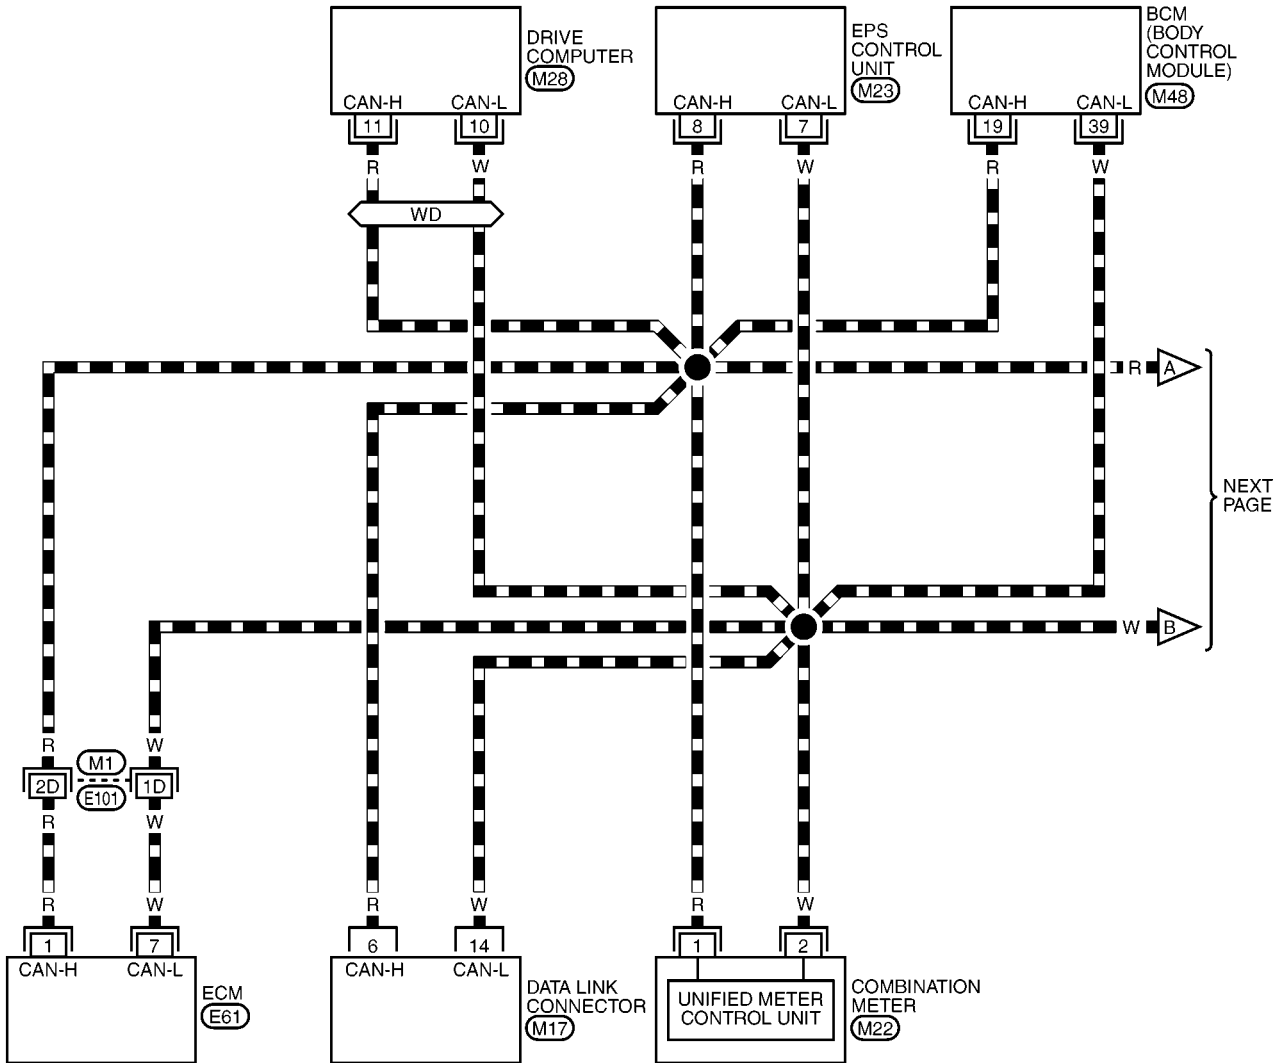 DRIVE
COMPUTER
M28
CAN-H
CAN-L
11
10
R
W
WD
EPS
CONTROL
UNIT
M23
CAN-H
CAN-L
8
7
R
W
BCM
(BODY
CONTROL
MODULE)
M48
CAN-H
CAN-L
19
39
R
W
R
A
NEXT
PAGE
W
B
R
W
M1
2D
1D
E101
R
W
R
W
1
7
CAN-H
CAN-L
ECM
E61
R
W
6
14
CAN-H
CAN-L
DATA LINK
CONNECTOR
M17
R
W
1
2
UNIFIED METER
CONTROL UNIT
COMBINATION
METER
M22